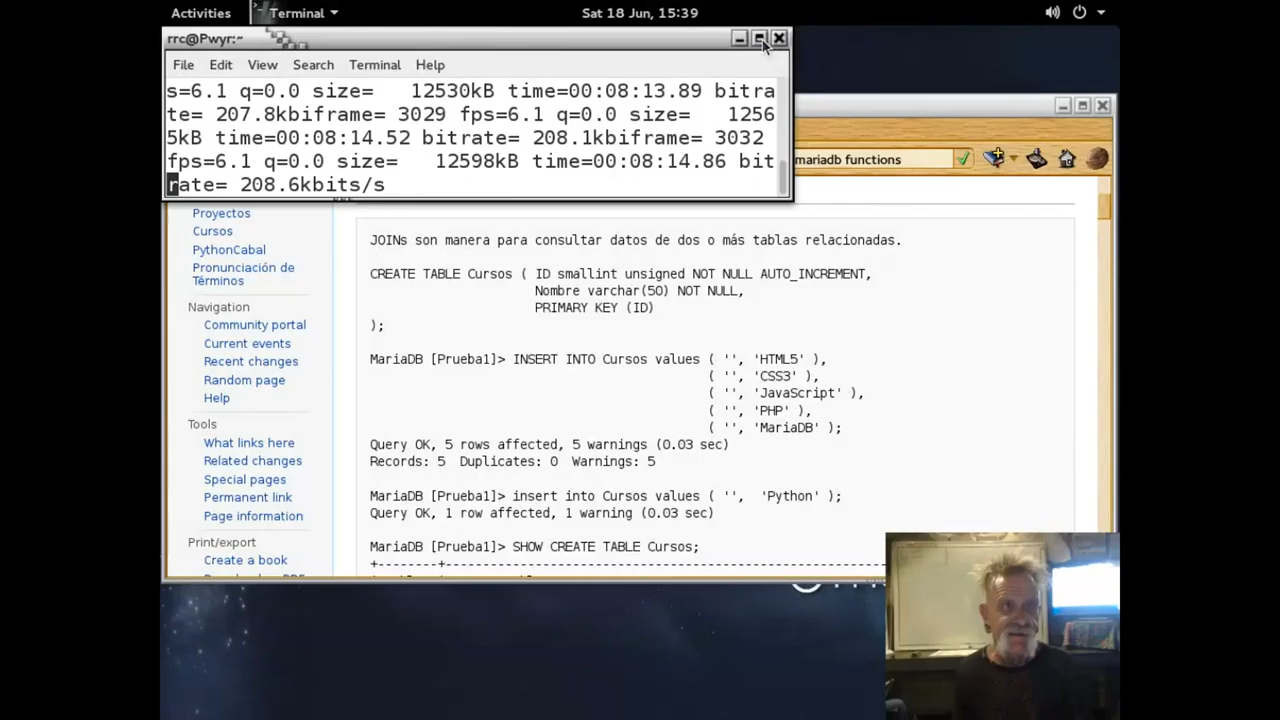 Activities
Terminal
Sat 18 Jun, 15:39
rrc@Pwyr:~
File Edit View Search Terminal Help
s=6.1 q=0.0 size=   12530kB time=00:08:13.89 bitra
te= 207.8kbiframe= 3029 fps=6.1 q=0.0 size=   1256
5kB time=00:08:14.52 bitrate= 208.1kbiframe= 3032
fps=6.1 q=0.0 size=   12598kB time=00:08:14.86 bit
rate= 208.6kbits/s
mariadb functions
Proyectos
Cursos
PythonCabal
Pronunciación de
Términos
Navigation
Community portal
Current events
Recent changes
Random page
Help
Tools
What links here
Related changes
Special pages
Permanent link
Page information
Print/export
Create a book
JOINs son manera para consultar datos de dos o más tablas relacionadas.
CREATE TABLE Cursos ( ID smallint unsigned NOT NULL AUTO_INCREMENT,
Nombre varchar(50) NOT NULL,
PRIMARY KEY (ID)
);
MariaDB [Prueba1]> INSERT INTO Cursos values ( '', 'HTML5' ),
( '', 'CSS3' ),
( '', 'JavaScript' ),
( '', 'PHP' ),
( '', 'MariaDB' );
Query OK, 5 rows affected, 5 warnings (0.03 sec)
Records: 5  Duplicates: 0  Warnings: 5
MariaDB [Prueba1]> insert into Cursos values ( '',  'Python' );
Query OK, 1 row affected, 1 warning (0.03 sec)
MariaDB [Prueba1]> SHOW CREATE TABLE Cursos;